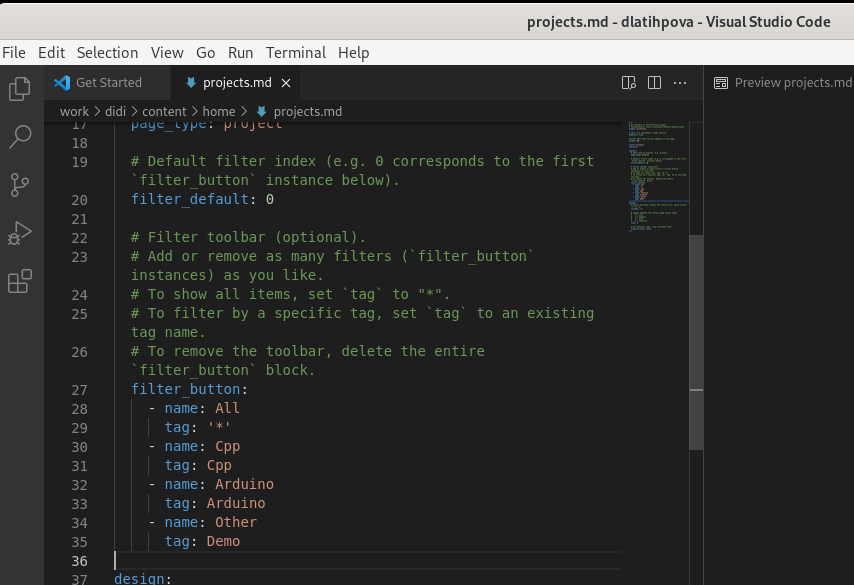 projects.md - dlatihpova - Visual Studio Code
File Edit Selection View Go Run Terminal Help
Get Started
projects.md
Preview projects.md
work > didi > content > home > projects.md
17 page_type: project
18
19 # Default filter index (e.g. 0 corresponds to the first
`filter_button` instance below).
20 filter_default: 0
21
22 # Filter toolbar (optional).
23 # Add or remove as many filters (`filter_button`
instances) as you like.
24 # To show all items, set `tag` to "*".
25 # To filter by a specific tag, set `tag` to an existing
tag name.
26 # To remove the toolbar, delete the entire
`filter_button` block.
27 filter_button:
28 - name: All
29 tag: '*'
30 - name: Cpp
31 tag: Cpp
32 - name: Arduino
33 tag: Arduino
34 - name: Other
35 tag: Demo
36
37 design: